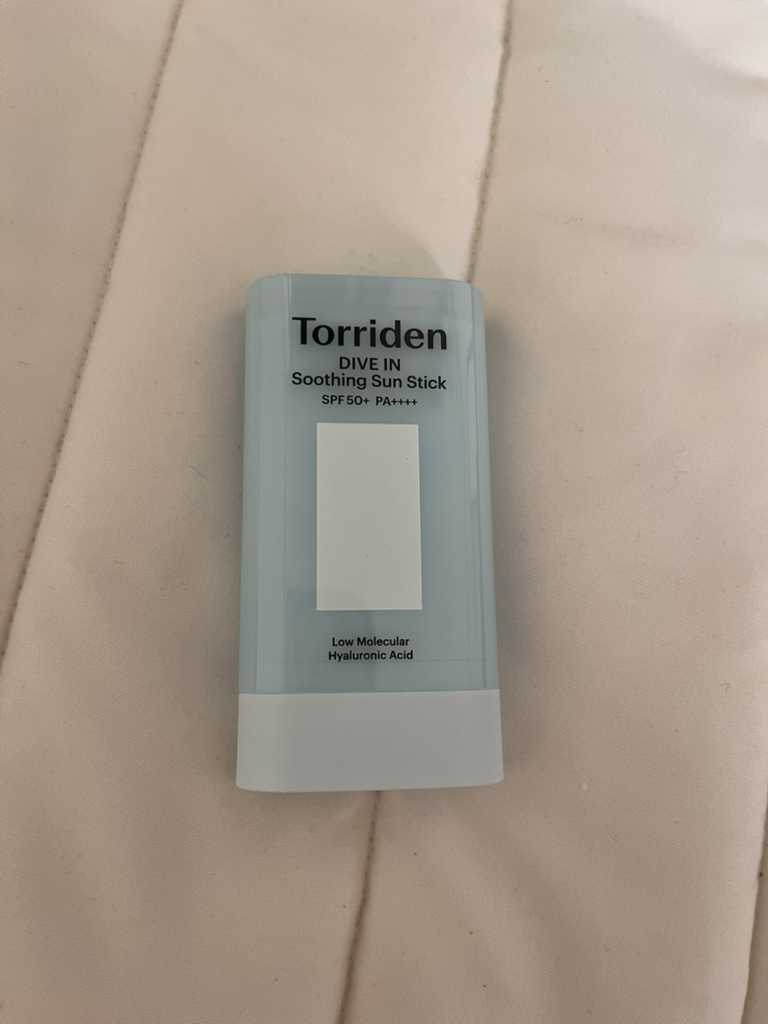 Torriden
DIVE IN
Soothing Sun Stick
SPF50+ PA++++
Low Molecular
Hyaluronic Acid